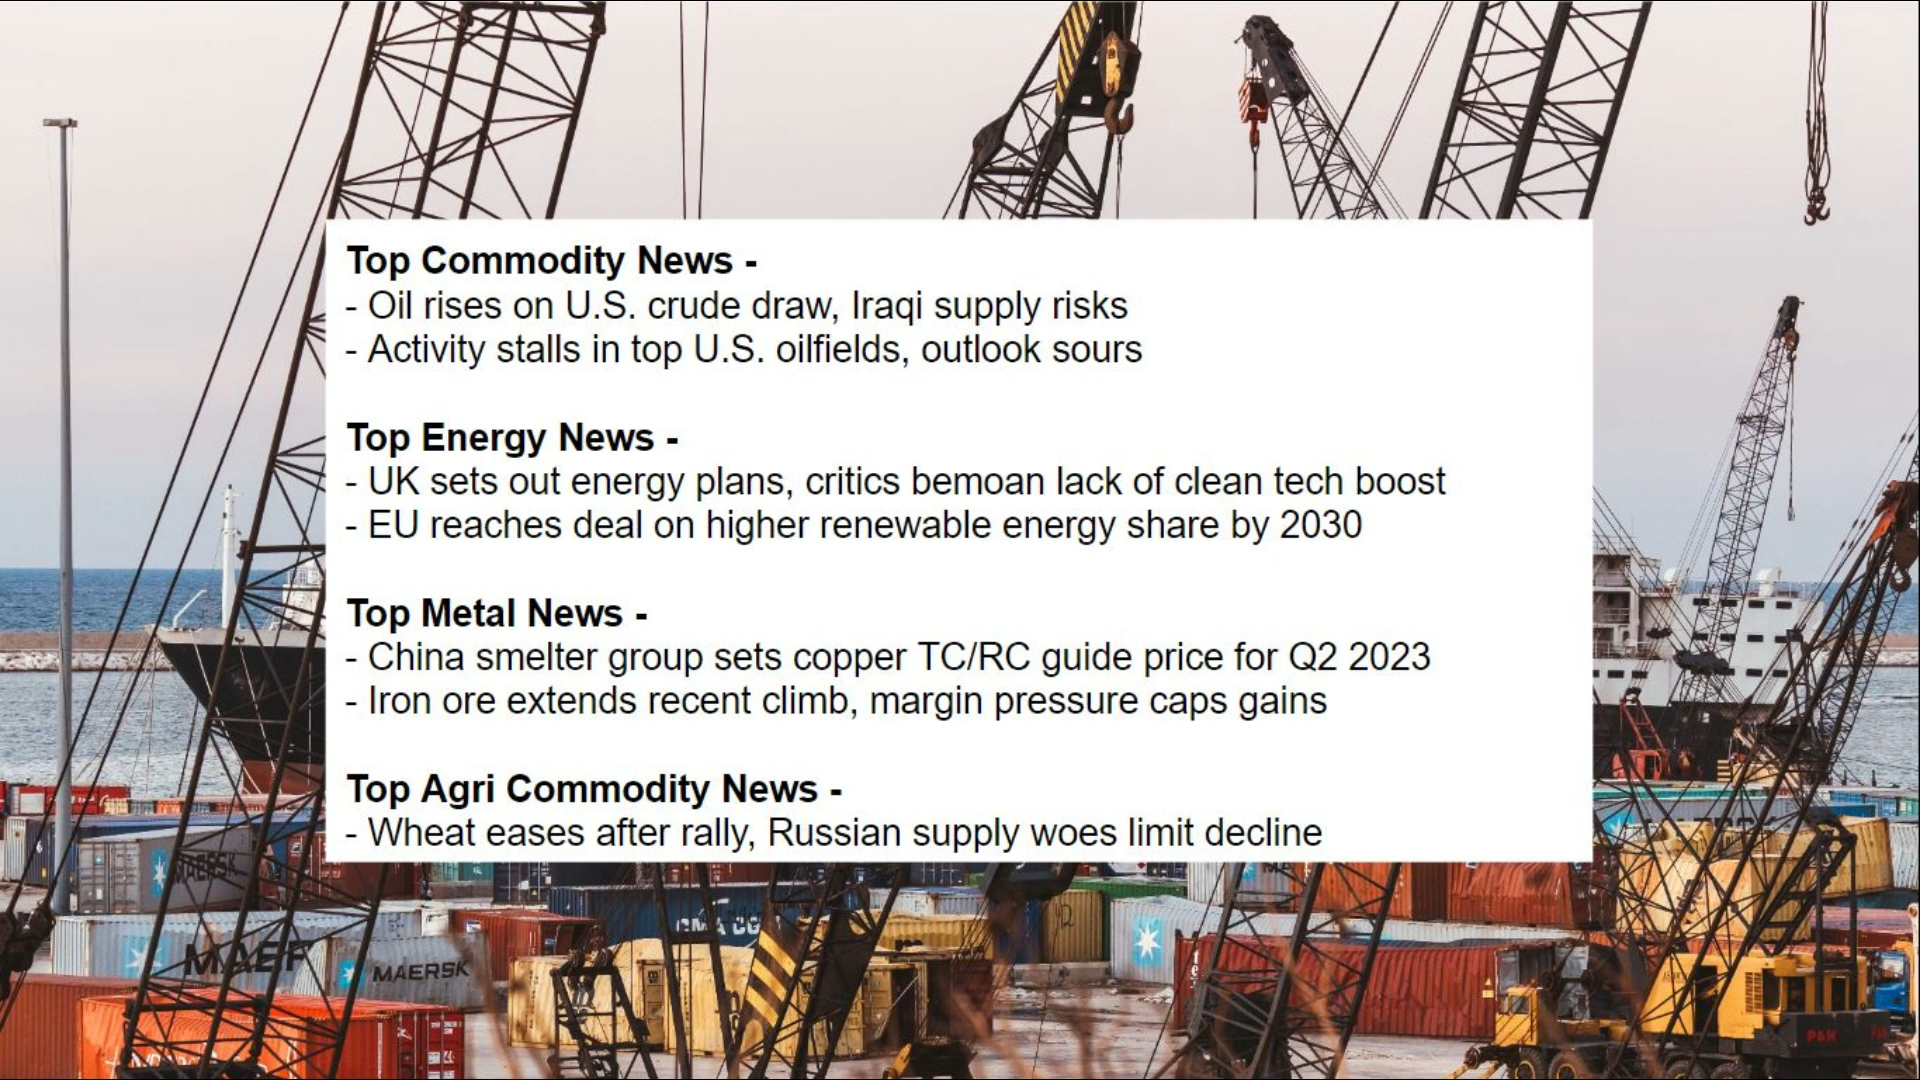 Top Commodity News -
- Oil rises on U.S. crude draw, Iraqi supply risks
- Activity stalls in top U.S. oilfields, outlook sours
Top Energy News -
- UK sets out energy plans, critics bemoan lack of clean tech boost
- EU reaches deal on higher renewable energy share by 2030
Top Metal News -
- China smelter group sets copper TC/RC guide price for Q2 2023
- Iron ore extends recent climb, margin pressure caps gains
Top Agri Commodity News -
- Wheat eases after rally, Russian supply woes limit decline
MAERSK
CMA CG
MAERSK
P&H